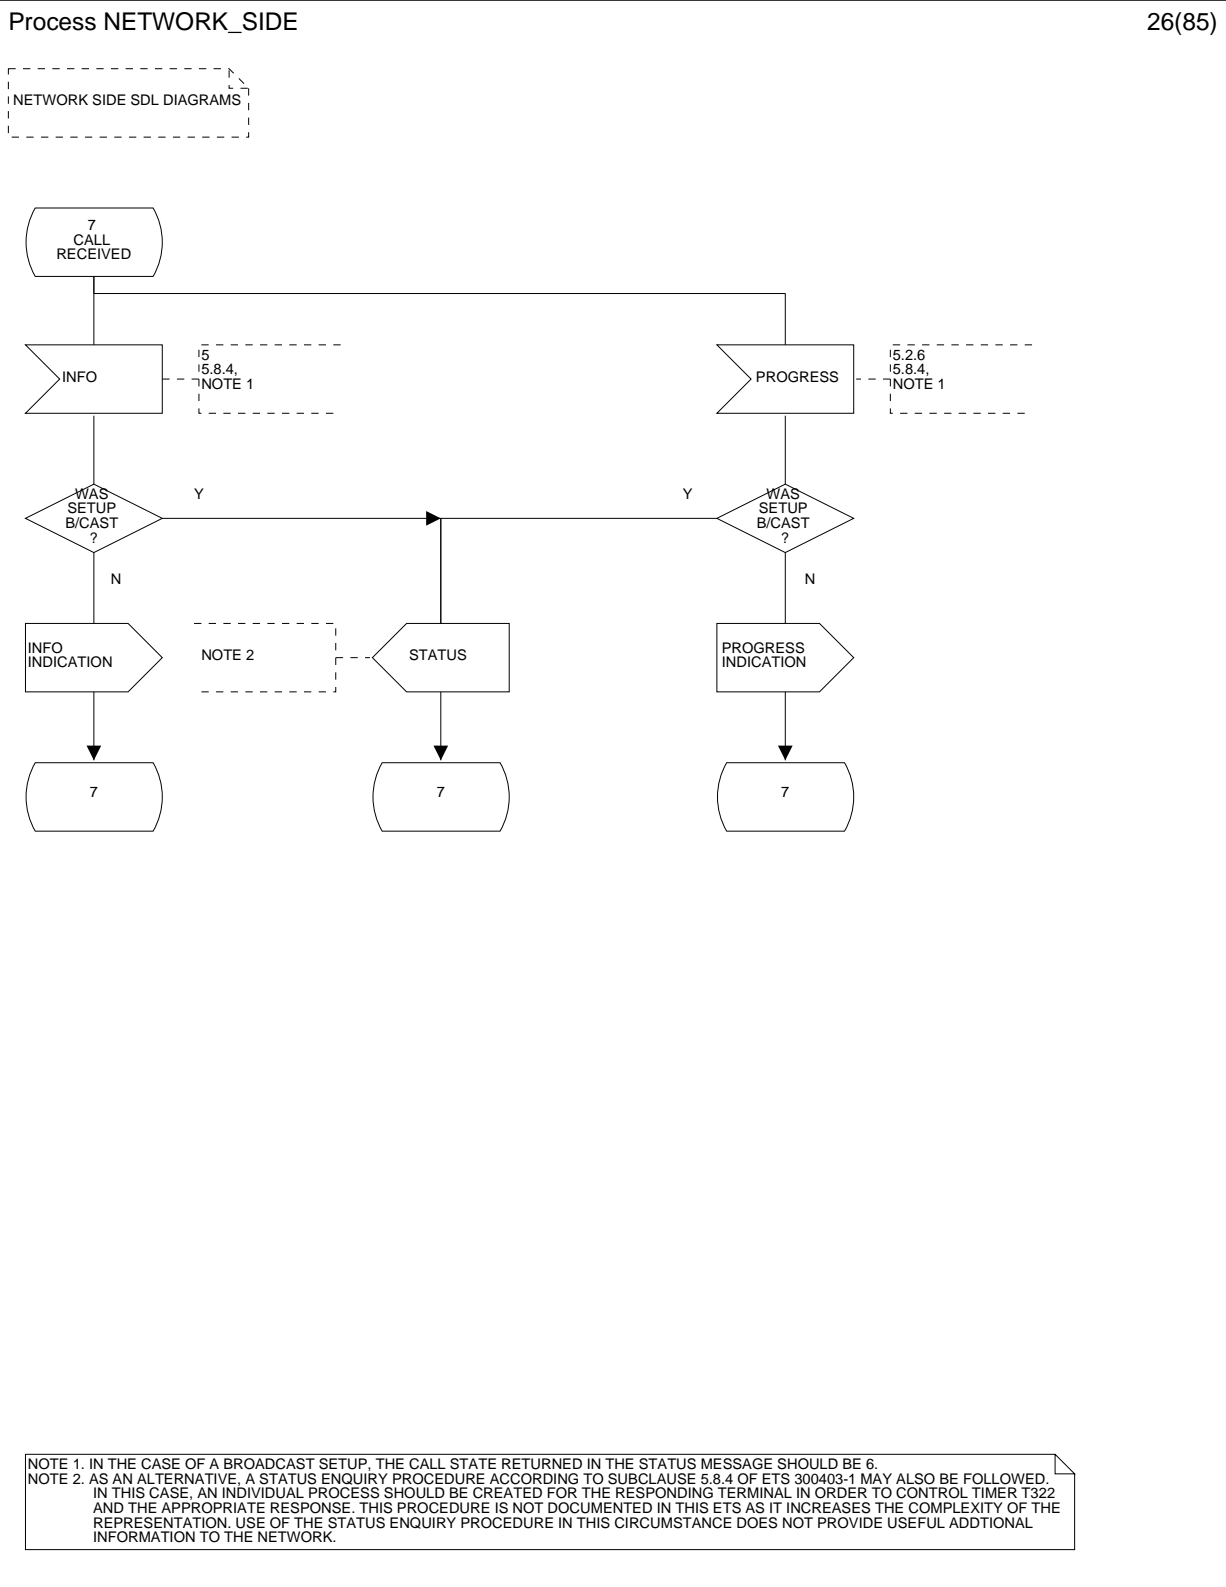 Process NETWORK_SIDE
26(85)
NETWORK SIDE SDL DIAGRAMS
7
CALL
RECEIVED
INFO
5
5.8.4,
NOTE 1
PROGRESS
5.2.6
5.8.4,
NOTE 1
WAS
SETUP
B/CAST
?
Y
Y
WAS
SETUP
B/CAST
?
N
N
INFO
INDICATION
NOTE 2
STATUS
PROGRESS
INDICATION
7
7
7
NOTE 1. IN THE CASE OF A BROADCAST SETUP, THE CALL STATE RETURNED IN THE STATUS MESSAGE SHOULD BE 6.
NOTE 2. AS AN ALTERNATIVE, A STATUS ENQUIRY PROCEDURE ACCORDING TO SUBCLAUSE 5.8.4 OF ETS 300403-1 MAY ALSO BE FOLLOWED.
IN THIS CASE, AN INDIVIDUAL PROCESS SHOULD BE CREATED FOR THE RESPONDING TERMINAL IN ORDER TO CONTROL TIMER T322
AND THE APPROPRIATE RESPONSE. THIS PROCEDURE IS NOT DOCUMENTED IN THIS ETS AS IT INCREASES THE COMPLEXITY OF THE
REPRESENTATION. USE OF THE STATUS ENQUIRY PROCEDURE IN THIS CIRCUMSTANCE DOES NOT PROVIDE USEFUL ADDTIONAL
INFORMATION TO THE NETWORK.